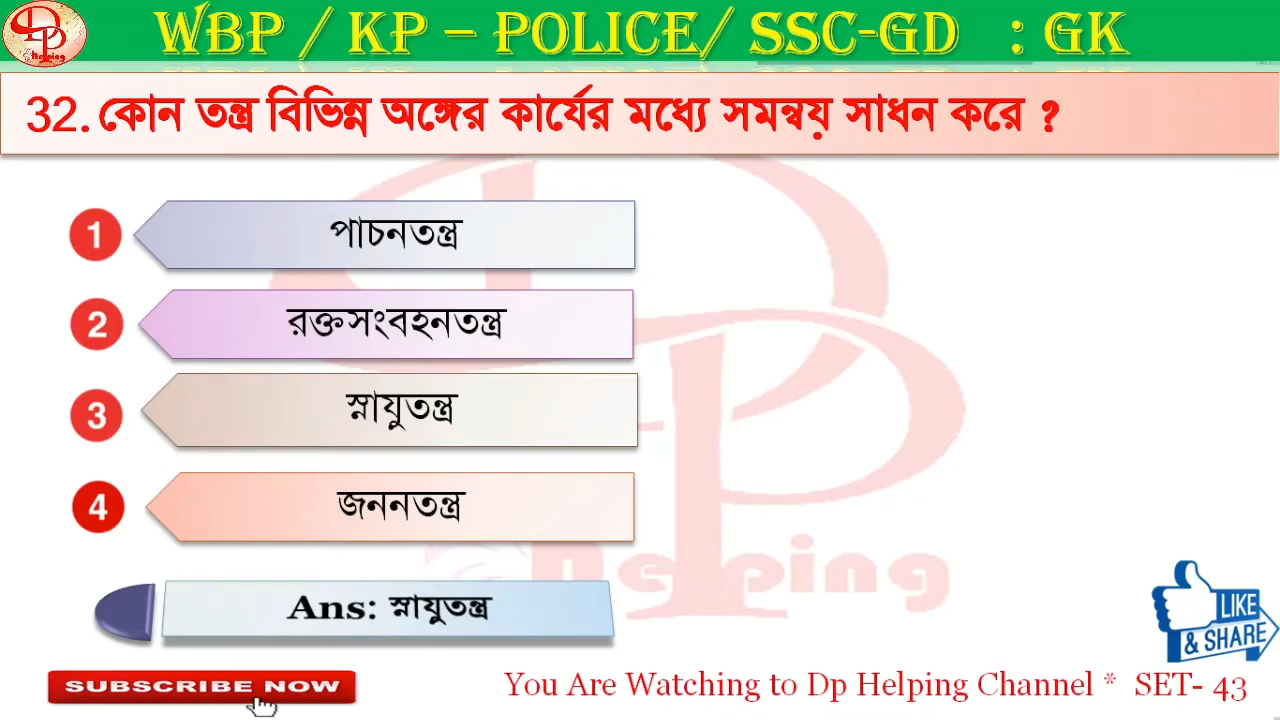 WBP / KP – POLICE/ SSC-GD : GK
Helping
32. কোন তন্ত্র বিভিন্ন অঙ্গের কার্যের মধ্যে সমন্বয় সাধন করে ?
1 পাচনতন্ত্র
2 রক্তসংবহনতন্ত্র
3 স্নাযুতন্ত্র
4 জননতন্ত্র
Helping
Ans: স্নাযুতন্ত্র
LIKE
& SHARE
SUBSCRIBE NOW
You Are Watching to Dp Helping Channel * SET- 43